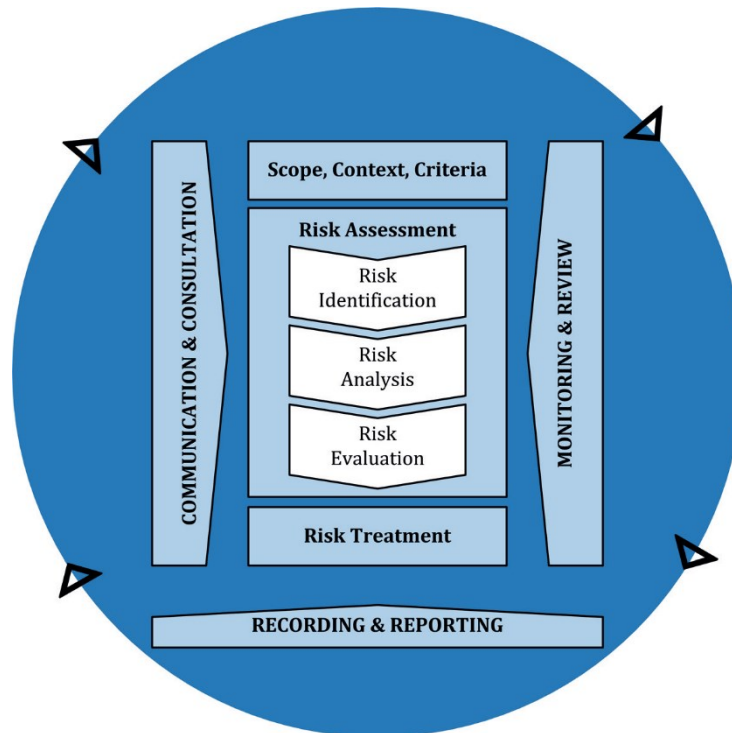 COMMUNICATION & CONSULTATION
Scope, Context, Criteria
Risk Assessment
Risk
Identification
Risk
Analysis
Risk
Evaluation
Risk Treatment
MONITORING & REVIEW
RECORDING & REPORTING